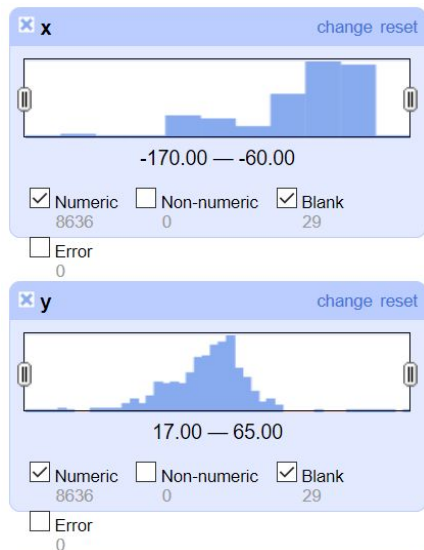 x change reset
-170.00 — -60.00
Numeric Non-numeric Blank
8636 0 29
Error
0
y change reset
17.00 — 65.00
Numeric Non-numeric Blank
8636 0 29
Error
0